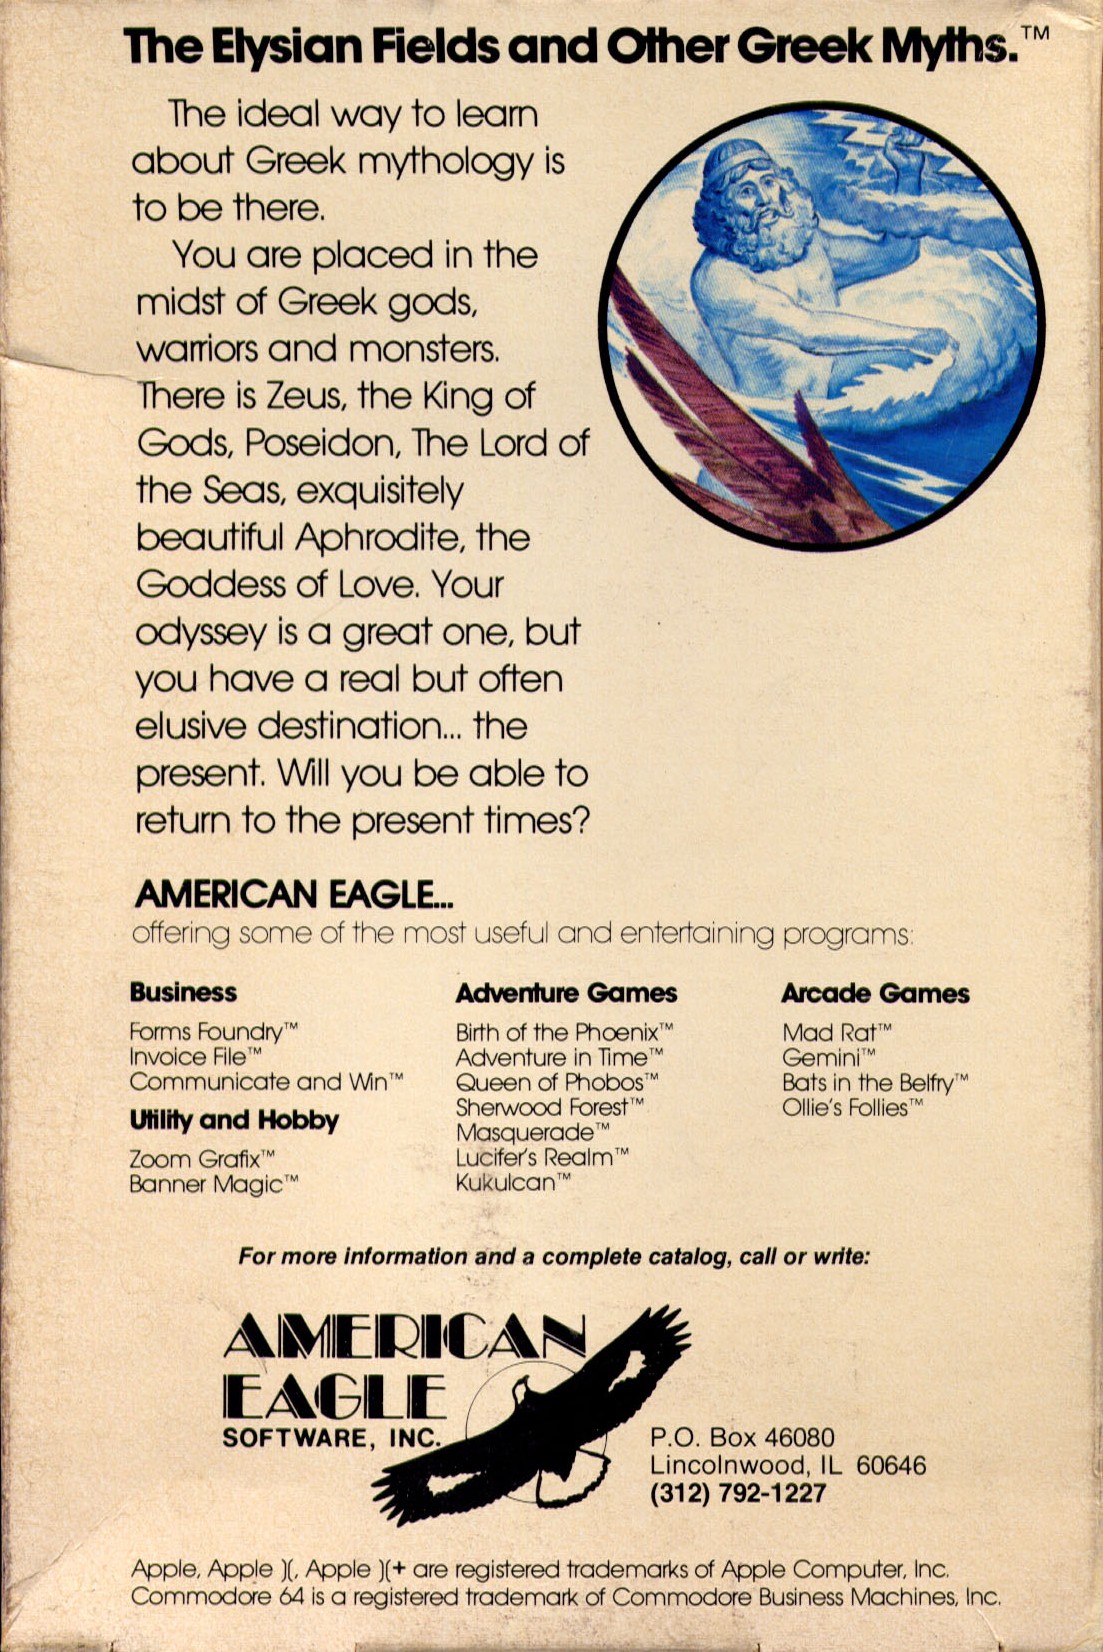 The Elysian Fields and Other Greek Myths.™
The ideal way to learn
about Greek mythology is
to be there.
You are placed in the
midst of Greek gods,
warriors and monsters.
There is Zeus, the King of
Gods, Poseidon, The Lord of
the Seas, exquisitely
beautiful Aphrodite, the
Goddess of Love. Your
odyssey is a great one, but
you have a real but often
elusive destination... the
present. Will you be able to
return to the present times?
AMERICAN EAGLE...
offering some of the most useful and entertaining programs:
Business
Forms Foundry™
Invoice File™
Communicate and Win™
Utility and Hobby
Zoom Grafix™
Banner Magic™
Adventure Games
Birth of the Phoenix™
Adventure in Time™
Queen of Phobos™
Sherwood Forest™
Masquerade™
Lucifer's Realm™
Kukulcan™
Arcade Games
Mad Rat™
Gemini™
Bats in the Belfry™
Ollie's Follies™
For more information and a complete catalog, call or write:
AMERICAN
EAGLE
SOFTWARE, INC.
P.O. Box 46080
Lincolnwood, IL 60646
(312) 792-1227
Apple, Apple ][, Apple ][+ are registered trademarks of Apple Computer, Inc.
Commodore 64 is a registered trademark of Commodore Business Machines, Inc.